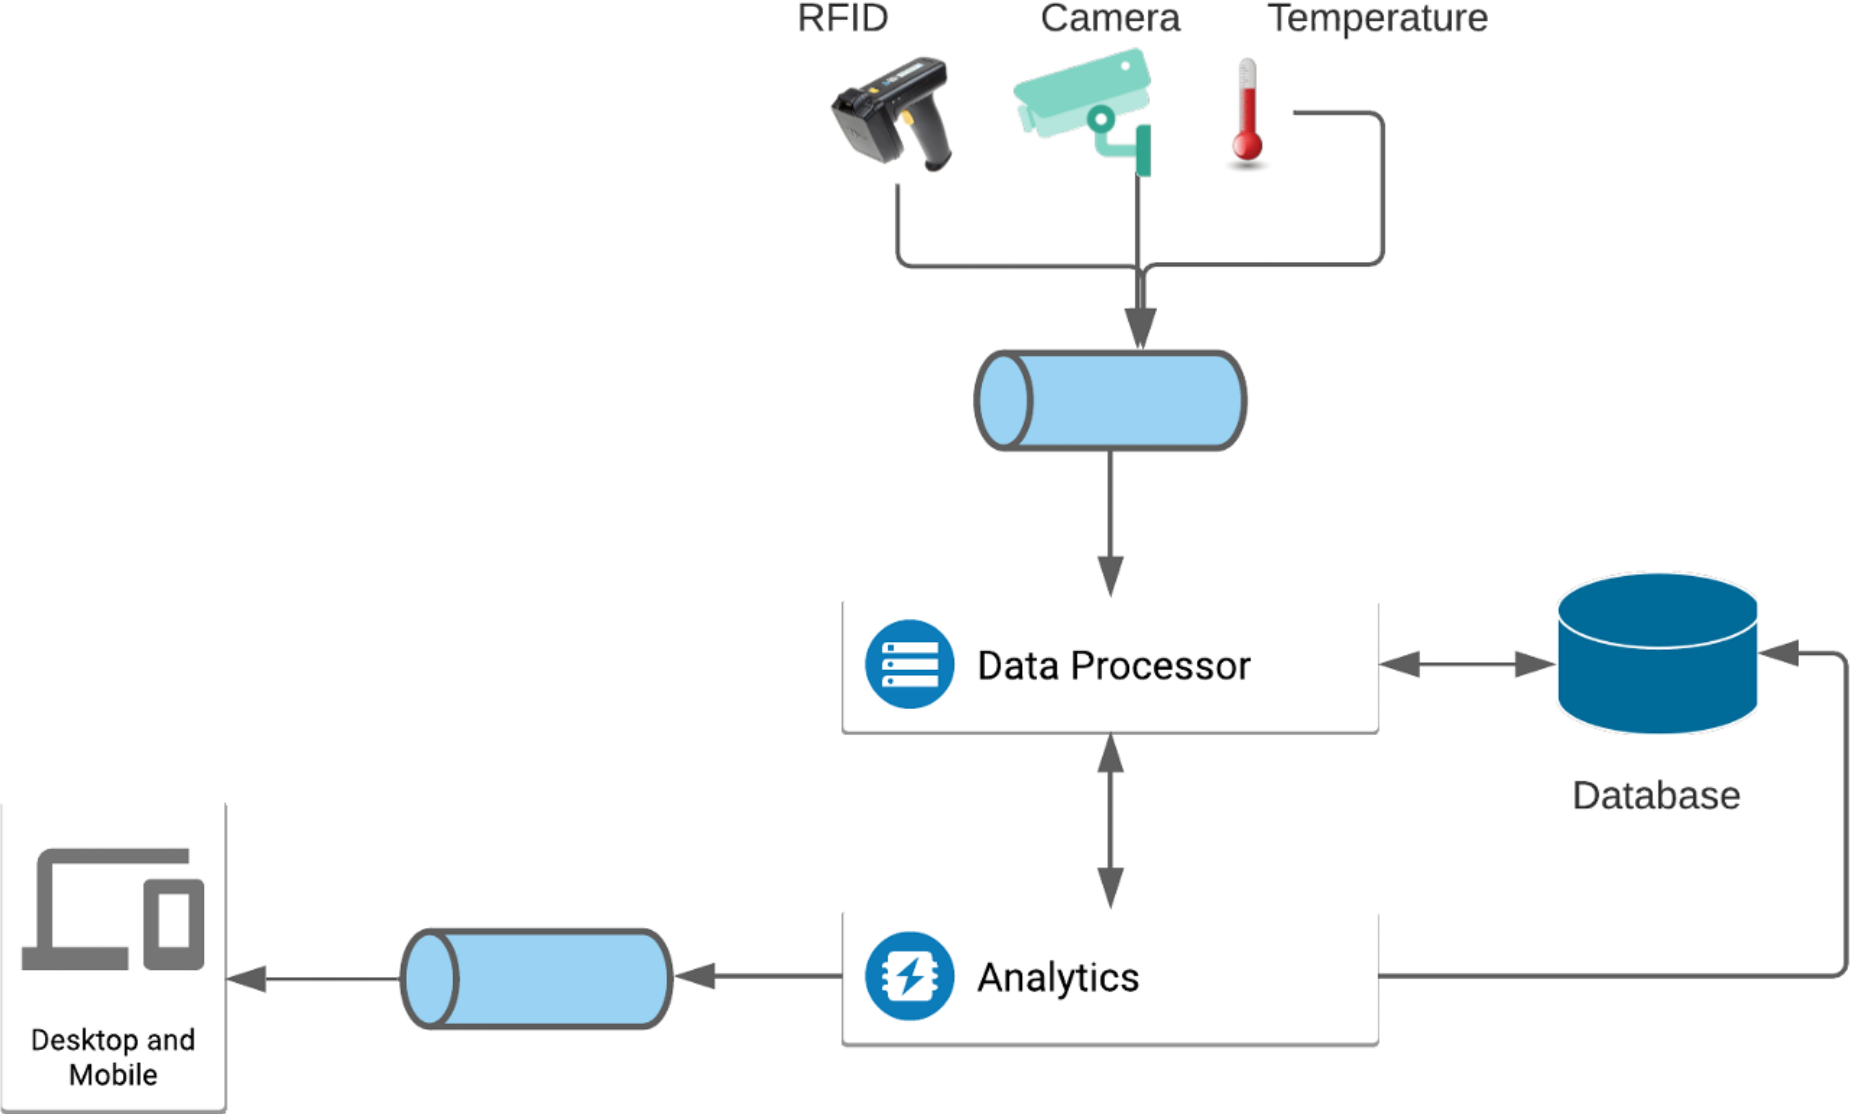 RFID
Camera
Temperature
Data Processor
Database
Analytics
Desktop and
Mobile